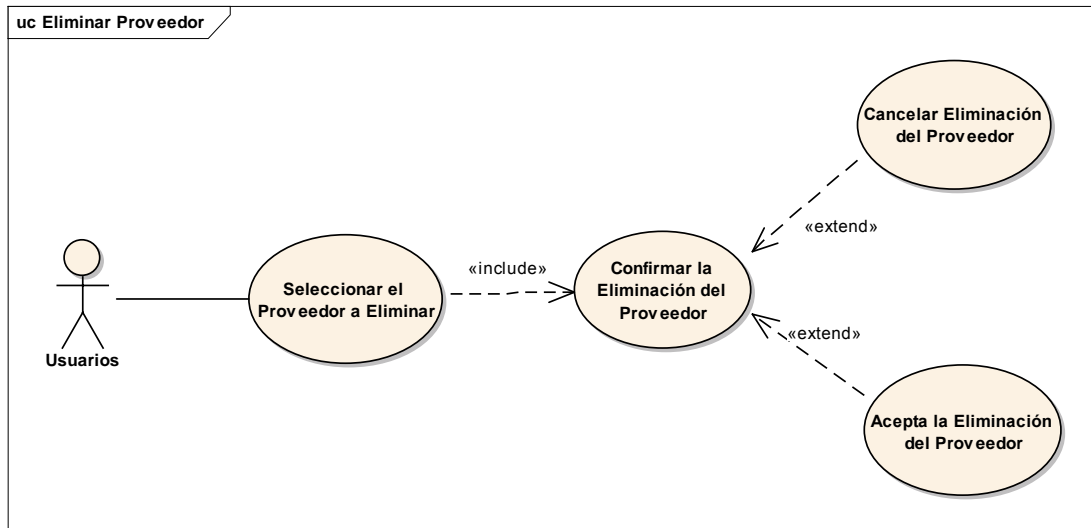 uc Eliminar Proveedor
Cancelar Eliminación
del Proveedor
«extend»
«include»
Confirmar la
Eliminación del
Proveedor
Seleccionar el
Proveedor a Eliminar
«extend»
Usuarios
Acepta la Eliminación
del Proveedor